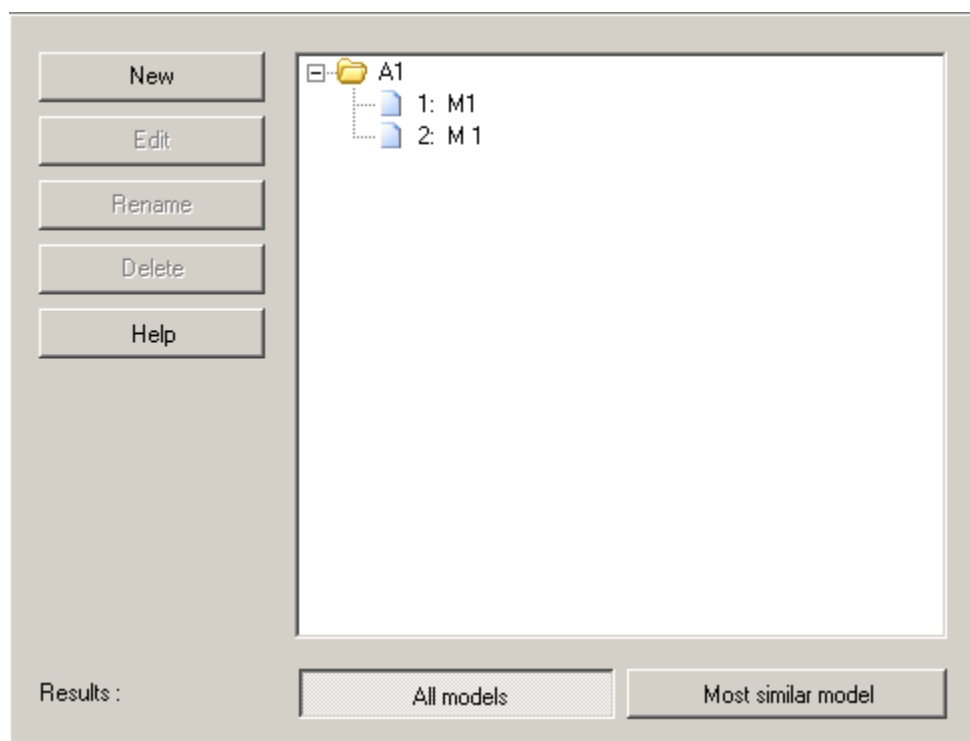 New
Edit
Rename
Delete
Help
A1
1: M1
2: M 1
Results :
All models
Most similar model